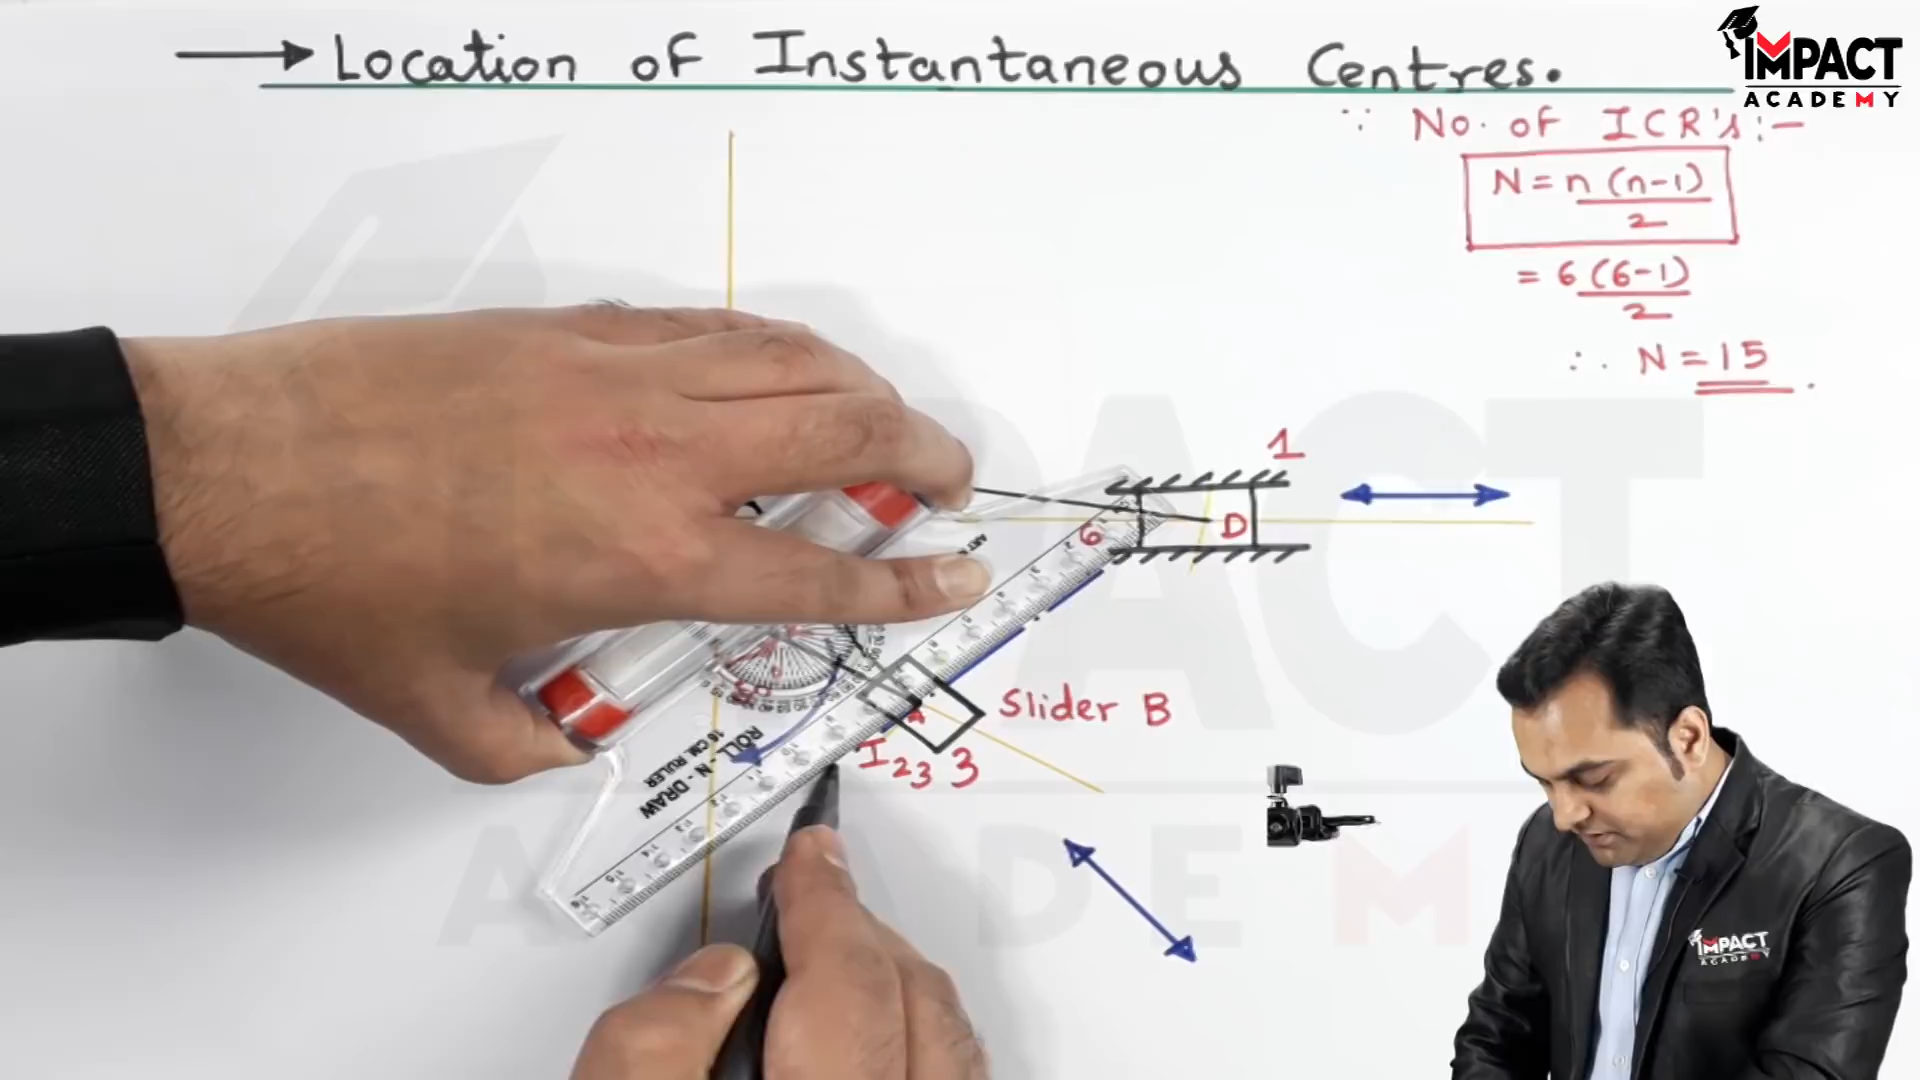 → Location of Instantaneous Centres.
IMPACT
ACADEMY
∵ No. of ICR's :-
N = n (n-1)
2
= 6 (6-1)
2
∴ N = 15.
1
6
D
Slider B
A
I23 3
ROLL-'N-DRAW
16 CM. RULER
IMPACT
ACADEMY